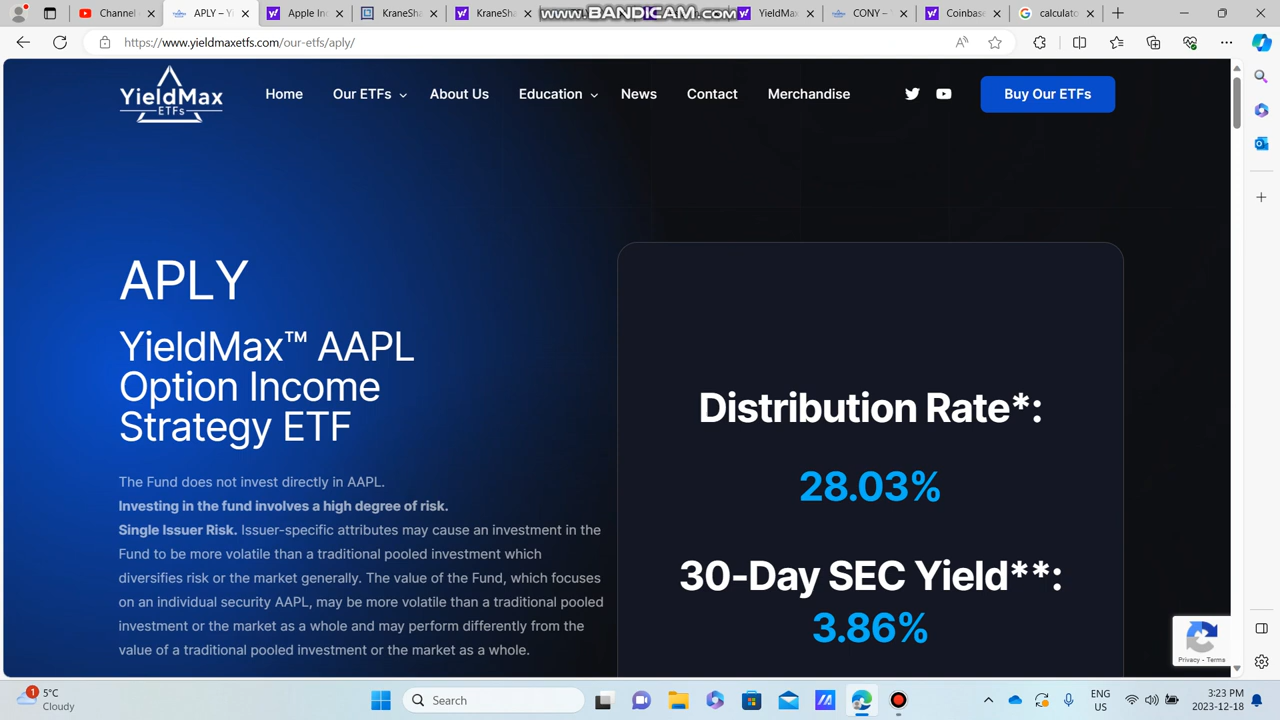 Channel
APLY – Y
Apple Inc
KraneSha
KraneSha
www.BANDICAM.com
YieldMax
CONY –
Coinbase
calculato
https://www.yieldmaxetfs.com/our-etfs/aply/
YieldMax
ETFs
Home
Our ETFs
About Us
Education
News
Contact
Merchandise
Buy Our ETFs
APLY
YieldMax™ AAPL
Option Income
Strategy ETF
The Fund does not invest directly in AAPL.
Investing in the fund involves a high degree of risk.
Single Issuer Risk. Issuer-specific attributes may cause an investment in the
Fund to be more volatile than a traditional pooled investment which
diversifies risk or the market generally. The value of the Fund, which focuses
on an individual security AAPL, may be more volatile than a traditional pooled
investment or the market as a whole and may perform differently from the
value of a traditional pooled investment or the market as a whole.
Distribution Rate*:
28.03%
30-Day SEC Yield**:
3.86%
Privacy - Terms
1
5°C
Cloudy
Search
ENG
US
3:23 PM
2023-12-18